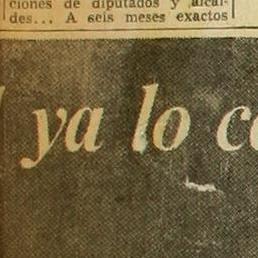 ciones de diputados y alcal-
des... A seis meses exactos
ya lo